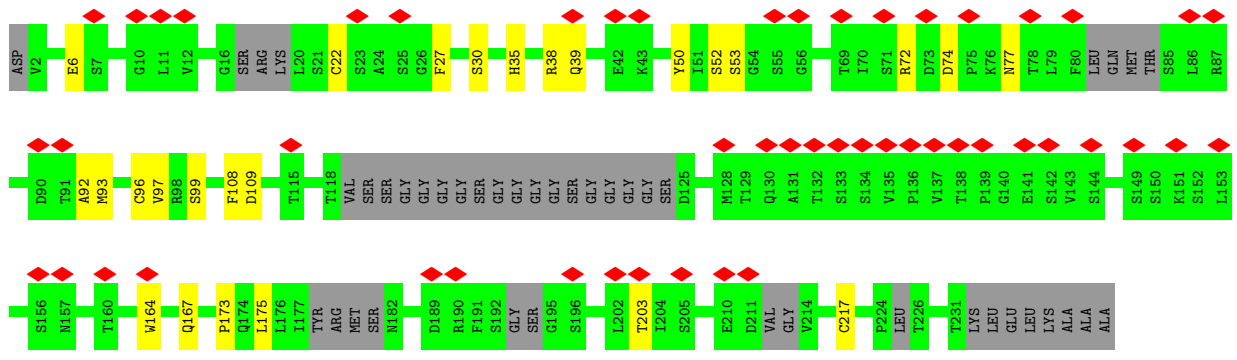 ASP V2 E6 S7 G10 L11 V12 G16 SER ARG LYS L20 S21 C22 S23 A24 S25 G26 F27 S30 H35 R38 Q39 E42 K43 Y50 I51 S52 S53 G54 S55 G56 T69 I70 S71 R72 D73 D74 P75 K76 N77 T78 L79 F80 LEU GLN MET THR S85 L86 R87
D90 T91 A92 M93 C96 V97 R98 S99 F108 D109 T115 T118 VAL SER SER GLY GLY GLY GLY SER GLY GLY GLY GLY SER GLY GLY GLY GLY SER D125 M128 T129 Q130 A131 T132 S133 S134 V135 P136 V137 T138 P139 G140 E141 S142 V143 S144 S149 S150 K151 S152 L153
S156 N157 T160 W164 Q167 P173 Q174 L175 L176 I177 TYR ARG MET SER N182 D189 R190 F191 S192 GLY SER G195 S196 L202 T203 I204 S205 E210 D211 VAL GLY V214 C217 P224 LEU T226 T231 LYS LEU GLU LEU LYS ALA ALA ALA